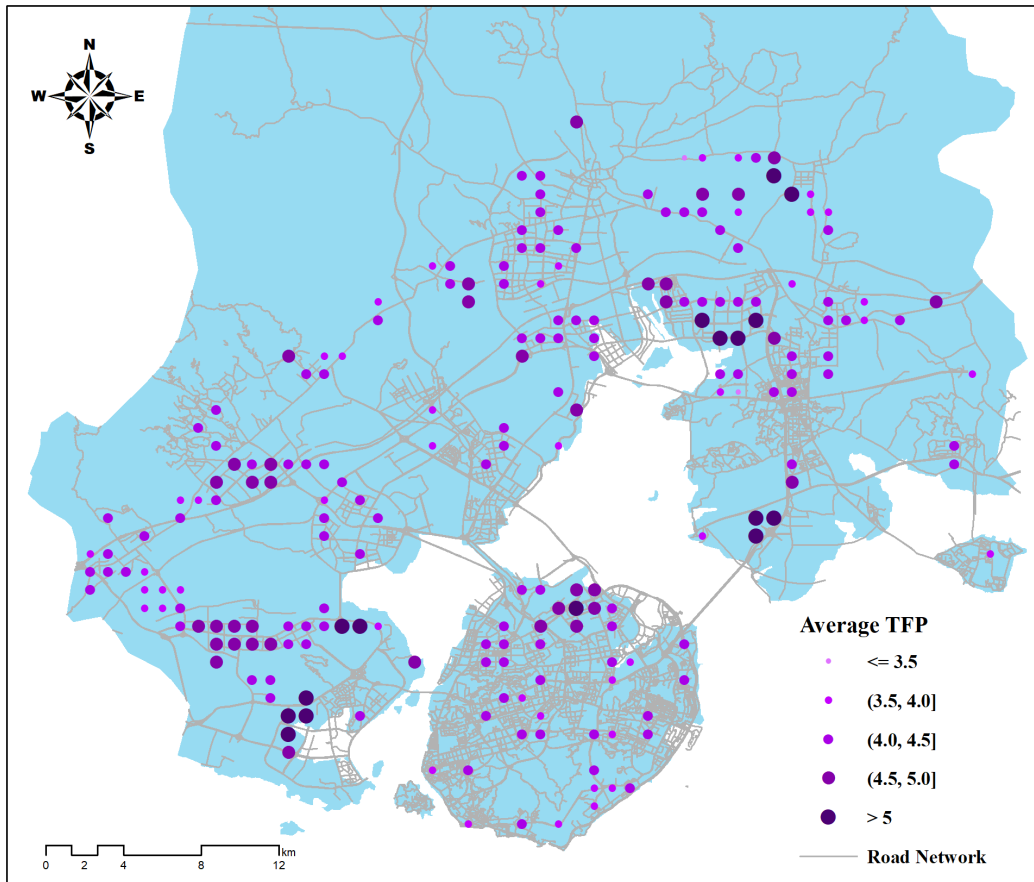 N
W E
S
Average TFP
<= 3.5
(3.5, 4.0]
(4.0, 4.5]
(4.5, 5.0]
> 5
Road Network
km
0 2 4 8 12